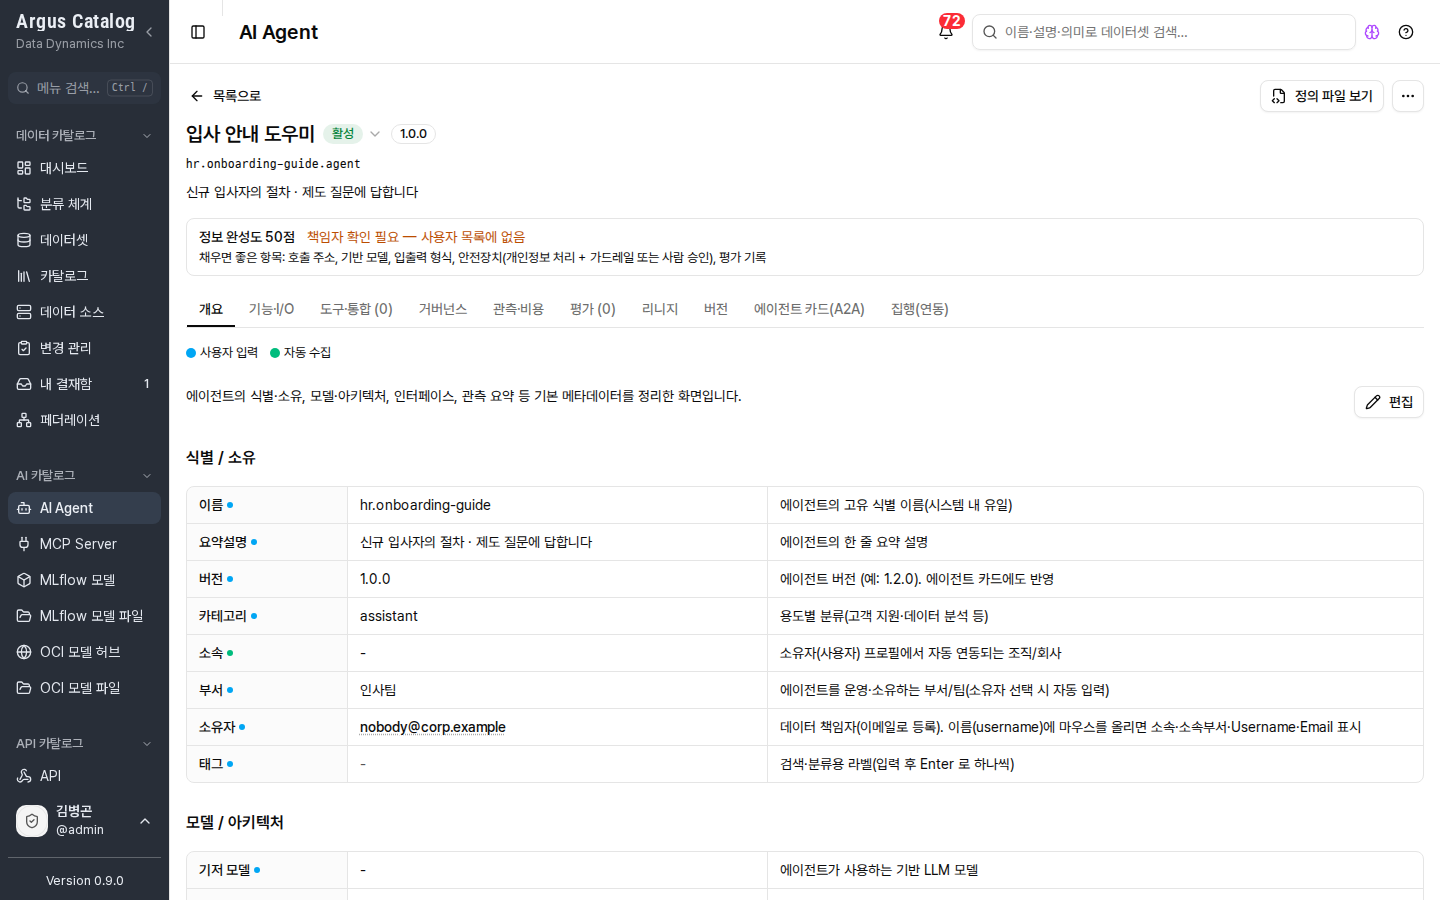 Argus Catalog
Data Dynamics Inc
메뉴 검색... Ctrl /
데이터 카탈로그
대시보드
분류 체계
데이터셋
카탈로그
데이터 소스
변경 관리
내 결재함 1
페더레이션
AI 카탈로그
AI Agent
MCP Server
MLflow 모델
MLflow 모델 파일
OCI 모델 허브
OCI 모델 파일
API 카탈로그
API
김병곤
@admin
Version 0.9.0
AI Agent
72
이름·설명·의미로 데이터셋 검색...
목록으로
정의 파일 보기
입사 안내 도우미 활성 1.0.0
hr.onboarding-guide.agent
신규 입사자의 절차 · 제도 질문에 답합니다
정보 완성도 50점 책임자 확인 필요 — 사용자 목록에 없음
채우면 좋은 항목: 호출 주소, 기반 모델, 입출력 형식, 안전장치(개인정보 처리 + 가드레일 또는 사람 승인), 평가 기록
개요 기능·I/O 도구·통합 (0) 거버넌스 관측·비용 평가 (0) 리니지 버전 에이전트 카드(A2A) 집행(연동)
사용자 입력 자동 수집
에이전트의 식별·소유, 모델·아키텍처, 인터페이스, 관측 요약 등 기본 메타데이터를 정리한 화면입니다.
편집
식별 / 소유
이름 hr.onboarding-guide 에이전트의 고유 식별 이름(시스템 내 유일)
요약설명 신규 입사자의 절차 · 제도 질문에 답합니다 에이전트의 한 줄 요약 설명
버전 1.0.0 에이전트 버전 (예: 1.2.0). 에이전트 카드에도 반영
카테고리 assistant 용도별 분류(고객 지원·데이터 분석 등)
소속 - 소유자(사용자) 프로필에서 자동 연동되는 조직/회사
부서 인사팀 에이전트를 운영·소유하는 부서/팀(소유자 선택 시 자동 입력)
소유자 nobody@corp.example 데이터 책임자(이메일로 등록). 이름(username)에 마우스를 올리면 소속·소속부서·Username·Email 표시
태그 - 검색·분류용 라벨(입력 후 Enter 로 하나씩)
모델 / 아키텍처
기저 모델 - 에이전트가 사용하는 기반 LLM 모델